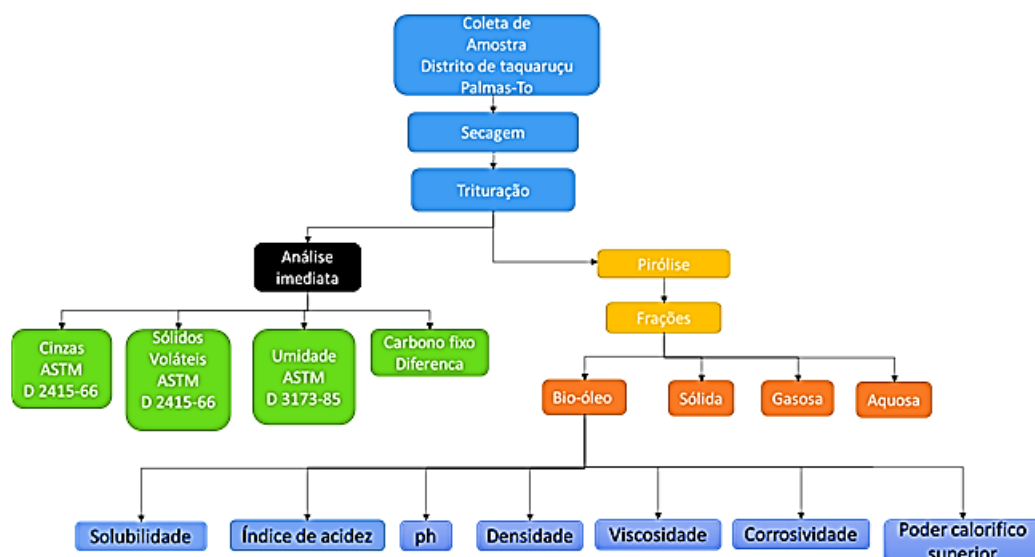 Coleta de
Amostra
Distrito de taquaruçu
Palmas-To
Secagem
Trituração
Análise
imediata
Pirólise
Frações
Cinzas
ASTM
D 2415-66
Sólidos
Voláteis
ASTM
D 2415-66
Umidade
ASTM
D 3173-85
Carbono fixo
Diferenca
Bio-óleo
Sólida
Gasosa
Aquosa
Solubilidade
Índice de acidez
ph
Densidade
Viscosidade
Corrosividade
Poder calorífico
superior